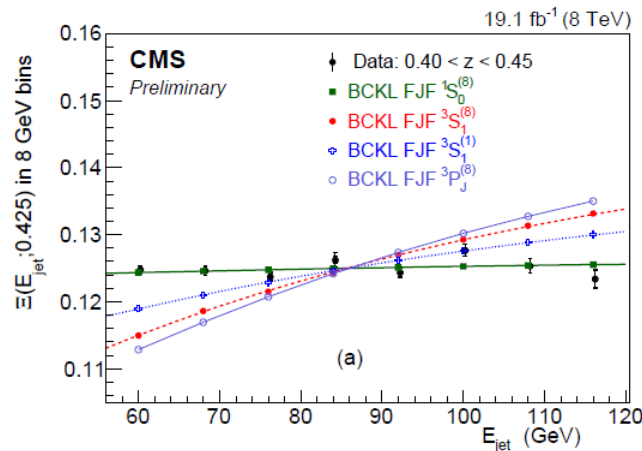 19.1 fb⁻¹ (8 TeV)
CMS
Preliminary
Data: 0.40 < z < 0.45
BCKL FJF ¹S₀⁽⁸⁾
BCKL FJF ³S₁⁽⁸⁾
BCKL FJF ³S₁⁽¹⁾
BCKL FJF ³P_J⁽⁸⁾
Ξ(E_jet;0.425) in 8 GeV bins
0.16
0.15
0.14
0.13
0.12
0.11
(a)
60 70 80 90 100 110 120
E_jet (GeV)